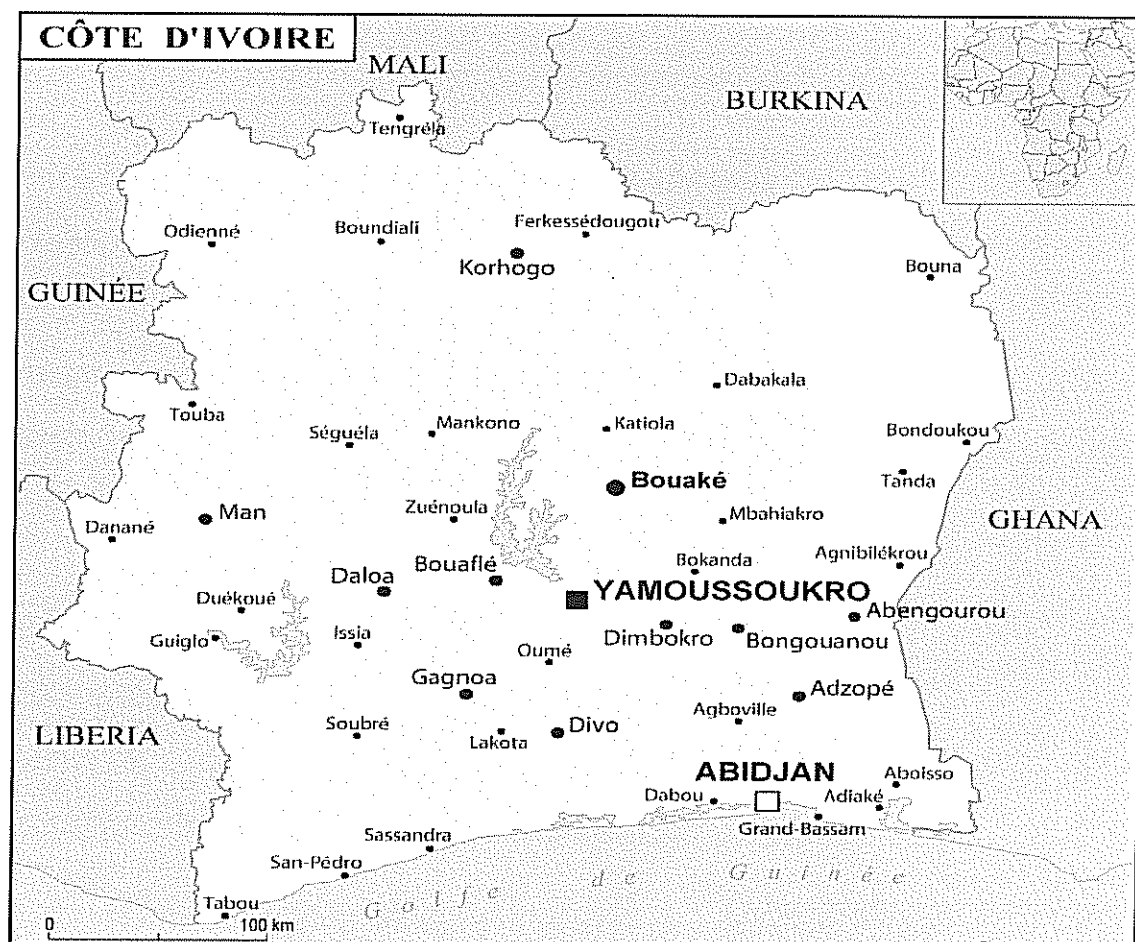 CÔTE D'IVOIRE
MALI
BURKINA
Tengréla
Odienné
Boundiali
Ferkessédougou
Korhogo
Bouna
GUINÉE
Dabakala
Touba
Séguéla
Mankono
Katiola
Bondoukou
Bouaké
Tanda
Man
Zuénoula
Mbahiakro
GHANA
Danané
Bokanda
Agnibilékrou
Bouaflé
Daloa
YAMOUSSOUKRO
Duékoué
Abengourou
Guiglo
Issia
Dimbokro
Bongouanou
Oumé
Gagnoa
Adzopé
Agboville
LIBERIA
Soubré
Lakota
Divo
ABIDJAN
Aboisso
Dabou
Adiaké
Grand-Bassam
Sassandra
San-Pédro
Golfe de Guinée
Tabou
0 100 km